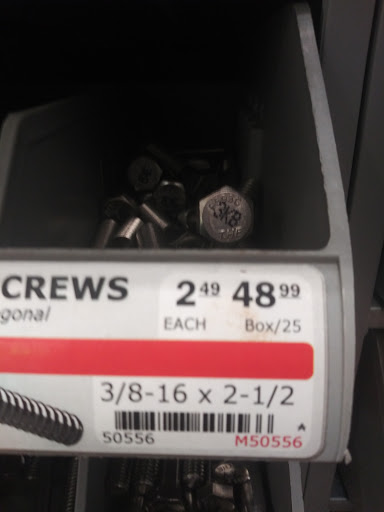 CREWS
gonal
2 49 48 99
EACH Box/25
3/8-16 x 2-1/2
A
50556 M50556